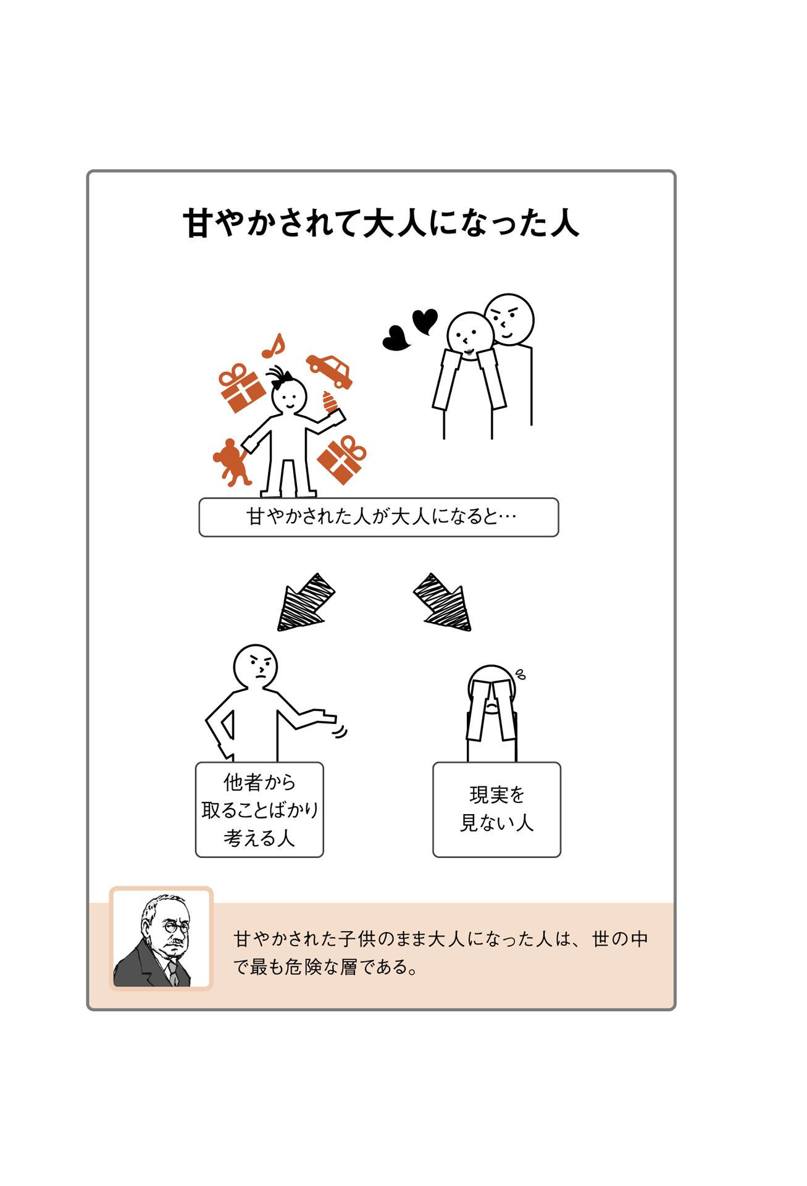 甘やかされて大人になった人
甘やかされた人が大人になると…
他者から
取ることばかり
考える人
現実を
見ない人
甘やかされた子供のまま大人になった人は、世の中
で最も危険な層である。